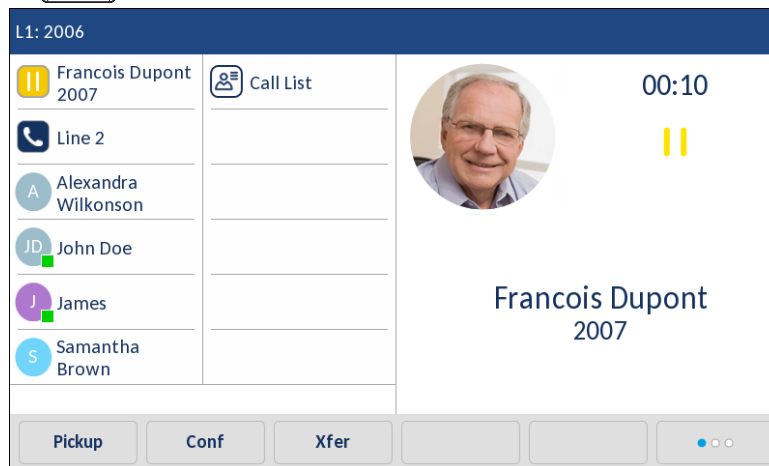 L1: 2006
Francois Dupont
2007
Line 2
A
Alexandra
Wilkonson
JD
John Doe
J
James
S
Samantha
Brown
Call List
00:10
Francois Dupont
2007
Pickup
Conf
Xfer